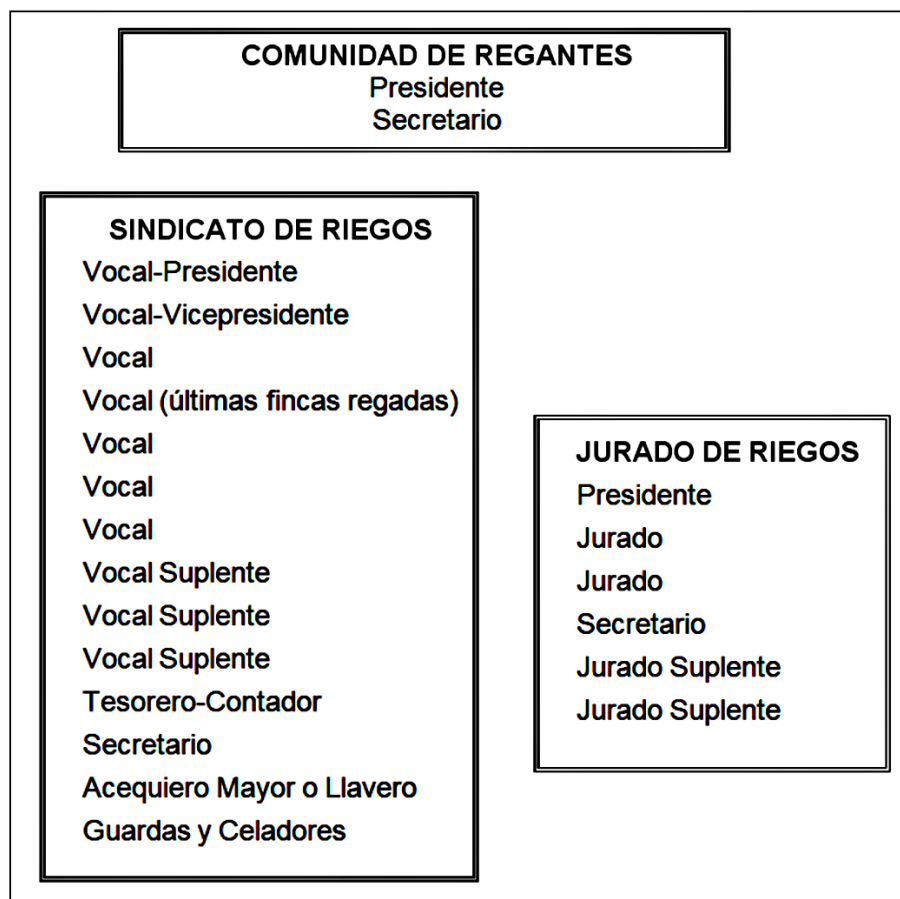 COMUNIDAD DE REGANTES
Presidente
Secretario
SINDICATO DE RIEGOS
Vocal-Presidente
Vocal-Vicepresidente
Vocal
Vocal (últimas fincas regadas)
Vocal
Vocal
Vocal
Vocal Suplente
Vocal Suplente
Vocal Suplente
Tesorero-Contador
Secretario
Acequiero Mayor o Llavero
Guardas y Celadores
JURADO DE RIEGOS
Presidente
Jurado
Jurado
Secretario
Jurado Suplente
Jurado Suplente